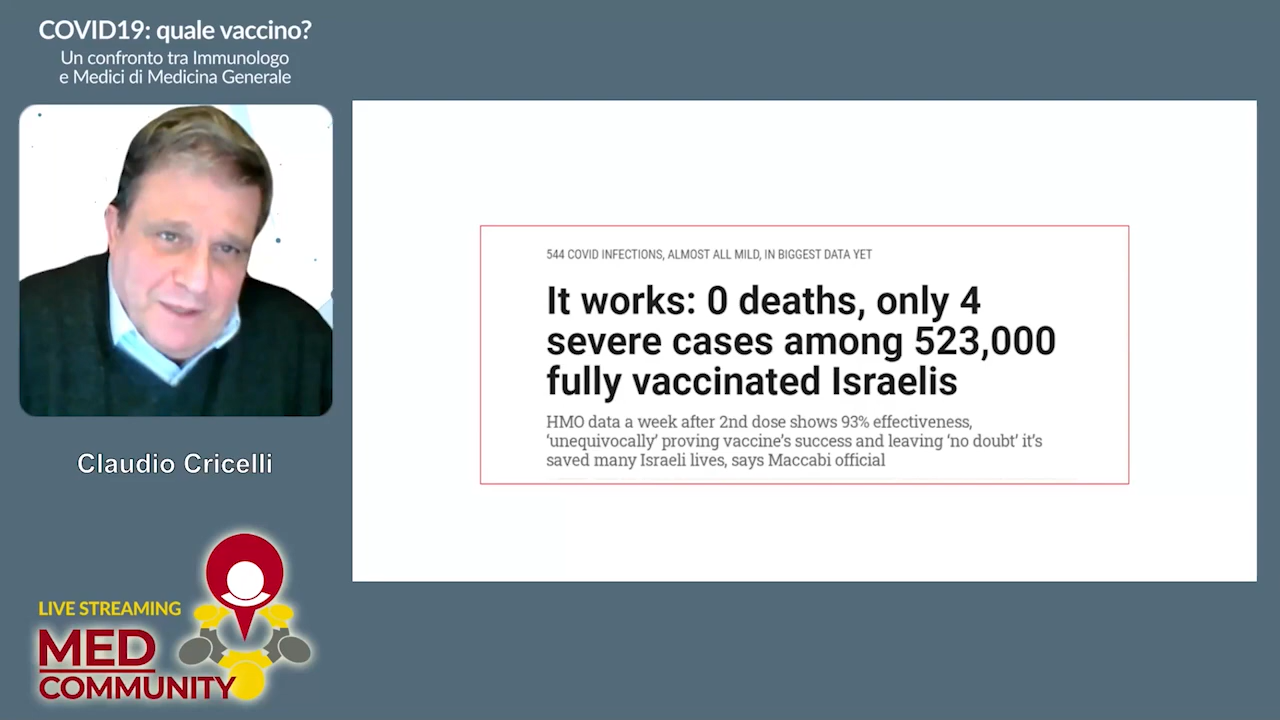 COVID19: quale vaccino?
Un confronto tra Immunologo
e Medici di Medicina Generale
544 COVID INFECTIONS, ALMOST ALL MILD, IN BIGGEST DATA YET
It works: 0 deaths, only 4
severe cases among 523,000
fully vaccinated Israelis
HMO data a week after 2nd dose shows 93% effectiveness,
‘unequivocally’ proving vaccine’s success and leaving ‘no doubt’ it’s
saved many Israeli lives, says Maccabi official
Claudio Cricelli
LIVE STREAMING
MED
COMMUNITY